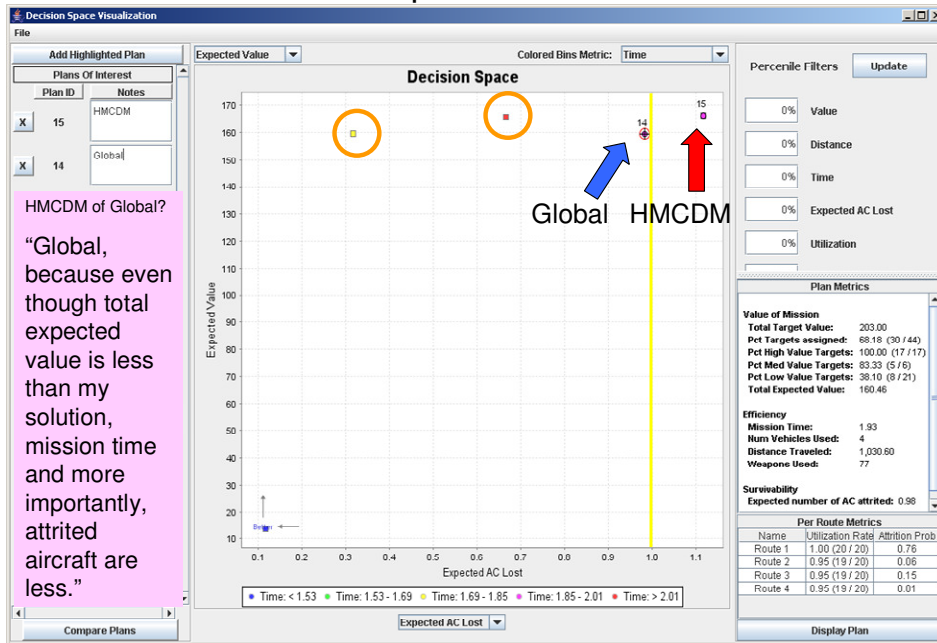 Decision Space Visualization
File
Add Highlighted Plan
Plans Of Interest
Plan ID Notes
X 15 HMCDM
X 14 Global
HMCDM of Global?
“Global,
because even
though total
expected
value is less
than my
solution,
mission time
and more
importantly,
attrited
aircraft are
less.”
Compare Plans
Expected Value
Colored Bins Metric: Time
Decision Space
170
160
150
140
130
120
110
100
90
80
70
60
50
40
30
20
10
Expected Value
15
14
Global HMCDM
Better
0.1 0.2 0.3 0.4 0.5 0.6 0.7 0.8 0.9 1.0 1.1
Expected AC Lost
Time: < 1.53 Time: 1.53 - 1.69 Time: 1.69 - 1.85 Time: 1.85 - 2.01 Time: > 2.01
Expected AC Lost
Percenile Filters Update
0% Value
0% Distance
0% Time
0% Expected AC Lost
0% Utilization
Plan Metrics
Value of Mission
Total Target Value: 203.00
Pct Targets assigned: 68.18 (30 / 44)
Pct High Value Targets: 100.00 (17 / 17)
Pct Med Value Targets: 83.33 (5 / 6)
Pct Low Value Targets: 38.10 (8 / 21)
Total Expected Value: 160.46
Efficiency
Mission Time: 1.93
Num Vehicles Used: 4
Distance Traveled: 1,030.60
Weapons Used: 77
Survivability
Expected number of AC attrited: 0.98
Per Route Metrics
Name Utilization Rate Attrition Prob
Route 1 1.00 (20 / 20) 0.76
Route 2 0.95 (19 / 20) 0.06
Route 3 0.95 (19 / 20) 0.15
Route 4 0.95 (19 / 20) 0.01
Display Plan